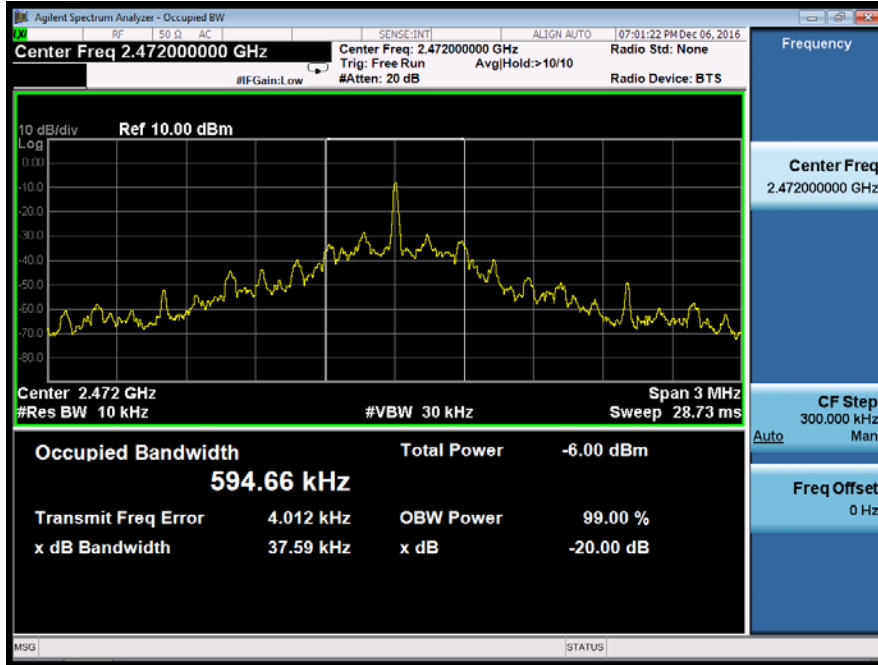 Agilent Spectrum Analyzer - Occupied BW
RF 50 Ω AC SENSE:INT ALIGN AUTO 07:01:22 PM Dec 06, 2016
Center Freq 2.472000000 GHz
Center Freq: 2.472000000 GHz Radio Std: None
Trig: Free Run Avg|Hold:>10/10
#IFGain:Low #Atten: 20 dB Radio Device: BTS
10 dB/div Ref 10.00 dBm
Log
0.00
-10.0
-20.0
-30.0
-40.0
-50.0
-60.0
-70.0
-80.0
Center 2.472 GHz Span 3 MHz
#Res BW 10 kHz #VBW 30 kHz Sweep 28.73 ms
Occupied Bandwidth Total Power -6.00 dBm
594.66 kHz
Transmit Freq Error 4.012 kHz OBW Power 99.00 %
x dB Bandwidth 37.59 kHz x dB -20.00 dB
MSG STATUS
Frequency
Center Freq
2.472000000 GHz
CF Step
300.000 kHz
Auto Man
Freq Offset
0 Hz